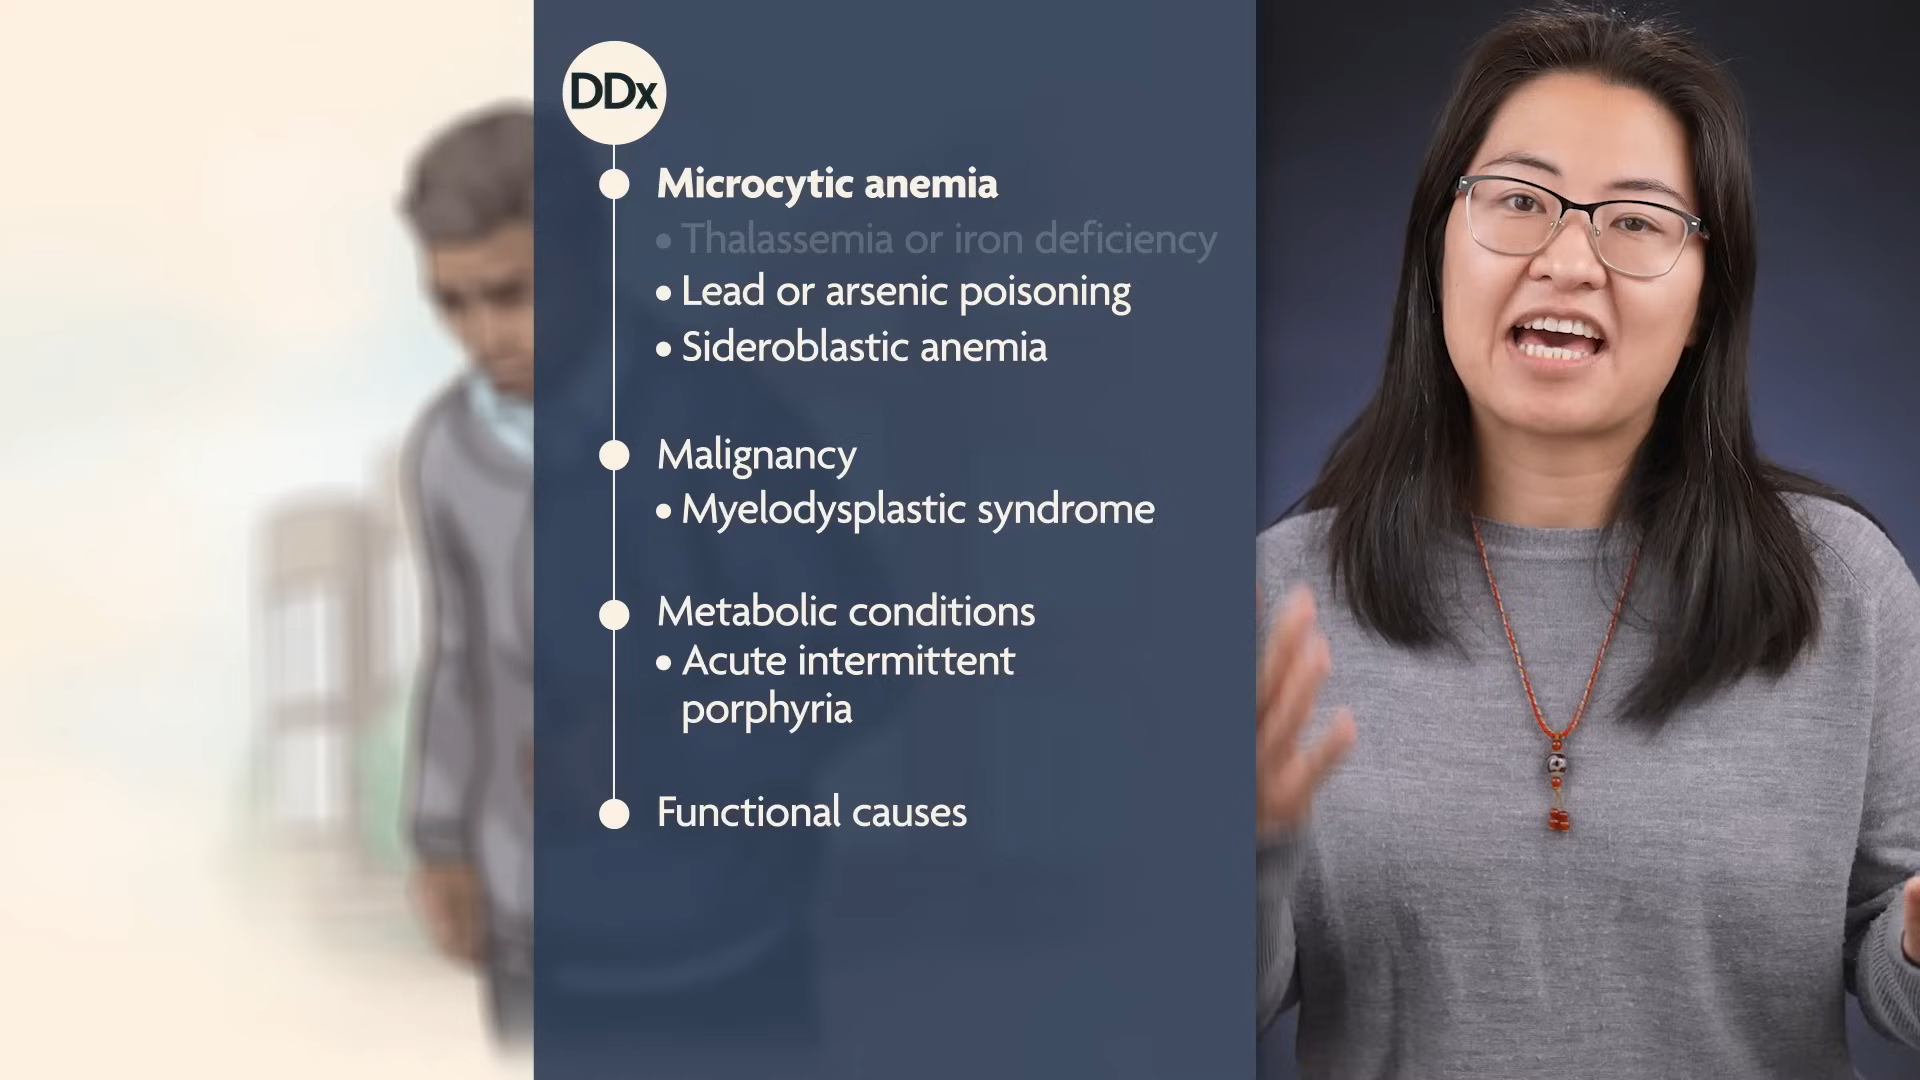 DDx
Microcytic anemia
• Thalassemia or iron deficiency
• Lead or arsenic poisoning
• Sideroblastic anemia
Malignancy
• Myelodysplastic syndrome
Metabolic conditions
• Acute intermittent
porphyria
Functional causes